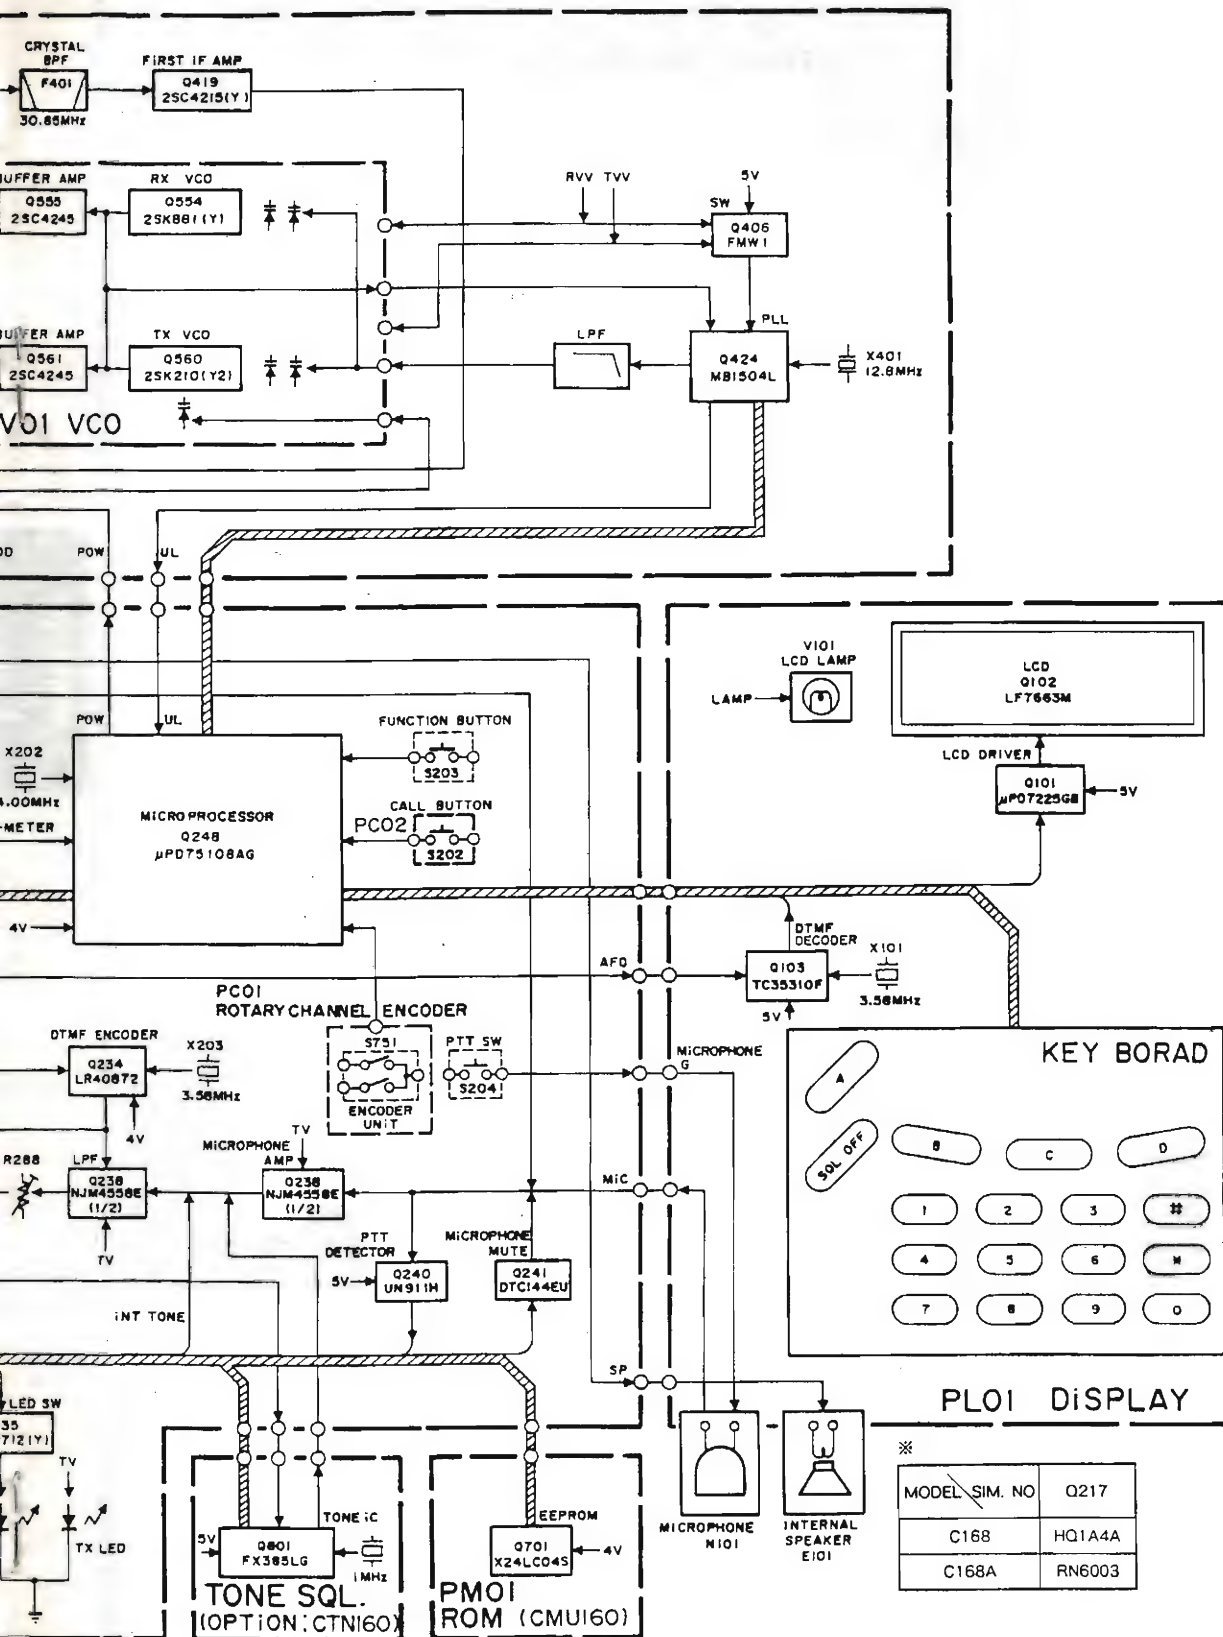 CRYSTAL
BPF
F401
30.85MHz
FIRST IF AMP
Q419
2SC4215(Y)
BUFFER AMP
Q555
2SC4245
RX VCO
Q554
2SK881(Y)
RVV TVV
5V
SW
Q406
FMW1
BUFFER AMP
Q561
2SC4245
TX VCO
Q560
2SK210(Y2)
LPF
PLL
Q424
MB1504L
X401
12.8MHz
V01 VCO
POW
UL
POW
UL
V101
LCD LAMP
LAMP
LCD
Q102
LF7663M
LCD DRIVER
Q101
μPD7225GB
5V
X202
4.00MHz
-METER
MICROPROCESSOR
Q248
μPD75108AG
FUNCTION BUTTON
S203
CALL BUTTON
PC02
S202
4V
AFO
DTMF
DECODER
Q103
TC35310F
X101
3.58MHz
5V
PC01
ROTARY CHANNEL ENCODER
S751
ENCODER
UNIT
PTT SW
S204
MICROPHONE
G
DTMF ENCODER
Q234
LR40872
X203
3.58MHz
4V
KEY BORAD
A
SQL OFF
B
C
D
1
2
3
#
4
5
6
*
7
8
9
0
R288
LPF
Q238
NJM4558E
(1/2)
TV
MICROPHONE
AMP
TV
Q238
NJM4558E
(1/2)
MIC
PTT
DETECTOR
5V
Q240
UN911H
MICROPHONE
MUTE
Q241
DTC144EU
INT TONE
SP
PL01 DISPLAY
LED SW
35
712(Y)
TV
TX LED
TONE IC
5V
Q801
FX365LG
1MHz
TONE SQL.
(OPTION: CTN160)
EEPROM
Q701
X24LC04S
4V
PM01
ROM (CMU160)
MICROPHONE
N101
INTERNAL
SPEAKER
E101
※
MODEL SIM. NO Q217
C168 HQ1A4A
C168A RN6003